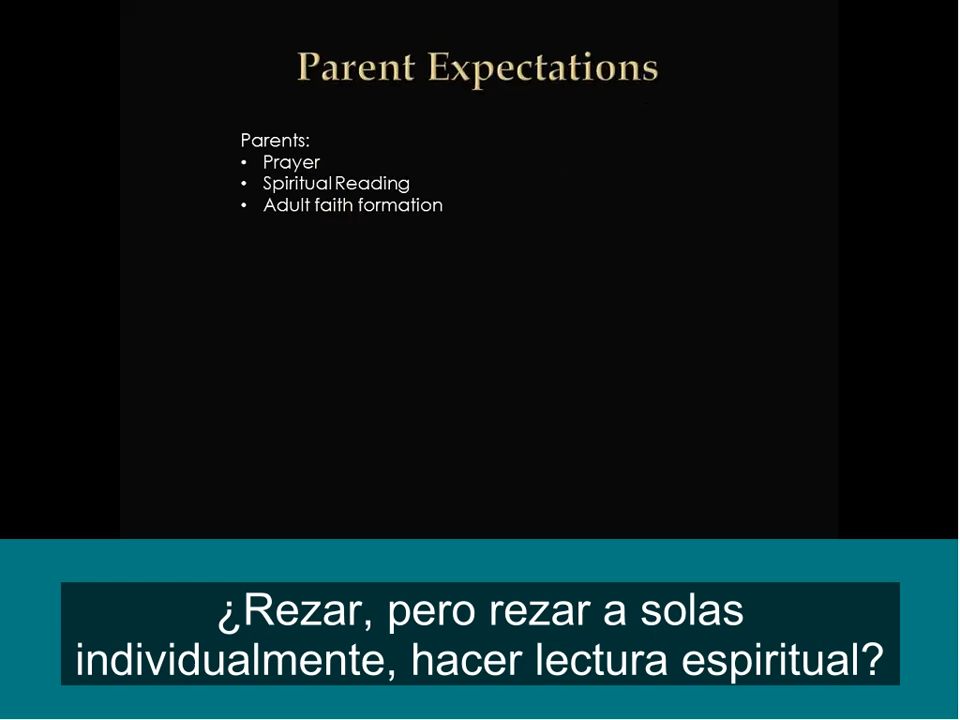 Parent Expectations
Parents:
• Prayer
• Spiritual Reading
• Adult faith formation
¿Rezar, pero rezar a solas
individualmente, hacer lectura espiritual?